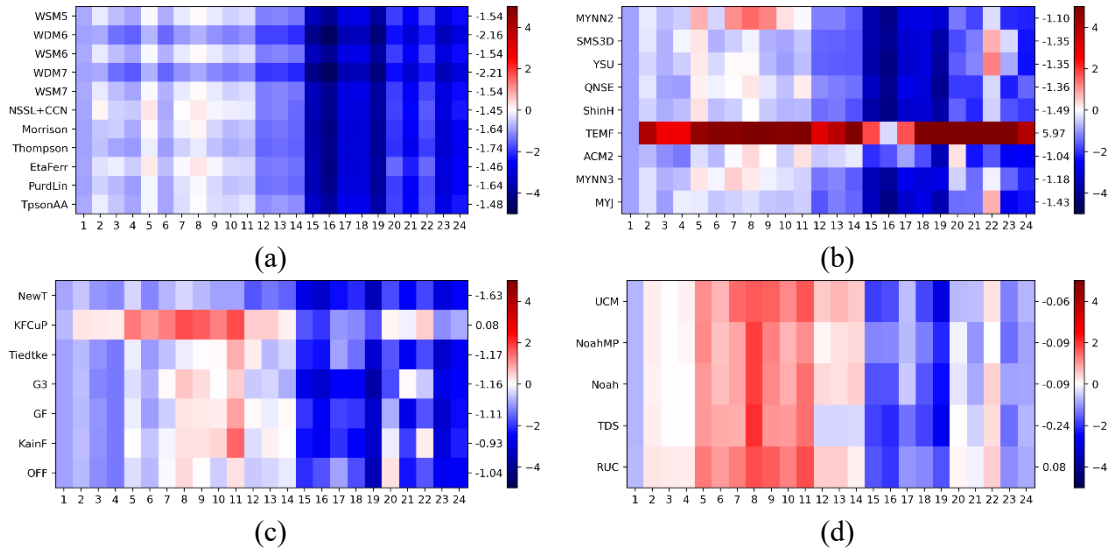 WSM5 -1.54
WDM6 -2.16
WSM6 -1.54
WDM7 -2.21
WSM7 -1.54
NSSL+CCN -1.45
Morrison -1.64
Thompson -1.74
EtaFerr -1.46
PurdLin -1.64
TpsonAA -1.48
1 2 3 4 5 6 7 8 9 10 11 12 13 14 15 16 17 18 19 20 21 22 23 24
4
2
0
−2
−4
(a)
MYNN2 -1.10
SMS3D -1.16
YSU -1.35
QNSE -1.36
ShinH -1.49
TEMF 5.97
ACM2 -1.04
MYNN3 -1.18
MYJ -1.43
1 2 3 4 5 6 7 8 9 10 11 12 13 14 15 16 17 18 19 20 21 22 23 24
4
2
0
−2
−4
(b)
NewT -1.63
KFCuP 0.08
Tiedtke -1.17
G3 -1.16
GF -1.11
KainF -0.93
OFF -1.04
1 2 3 4 5 6 7 8 9 10 11 12 13 14 15 16 17 18 19 20 21 22 23 24
4
2
0
−2
−4
(c)
UCM -0.06
NoahMP -0.09
Noah -0.09
TDS -0.24
RUC 0.08
1 2 3 4 5 6 7 8 9 10 11 12 13 14 15 16 17 18 19 20 21 22 23 24
4
2
0
−2
−4
(d)